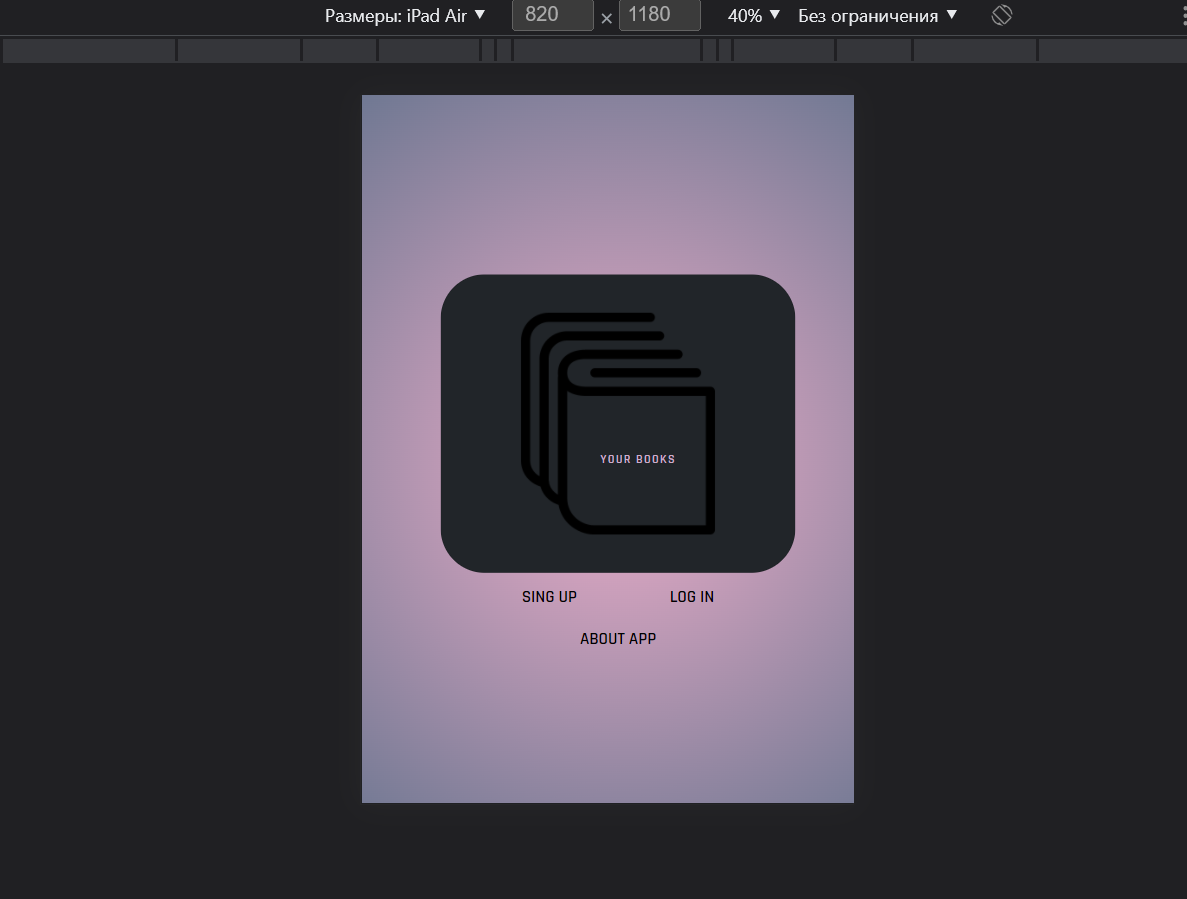 Размеры: iPad Air ▼ 820 × 1180 40% ▼ Без ограничения ▼
YOUR BOOKS
SING UP LOG IN
ABOUT APP